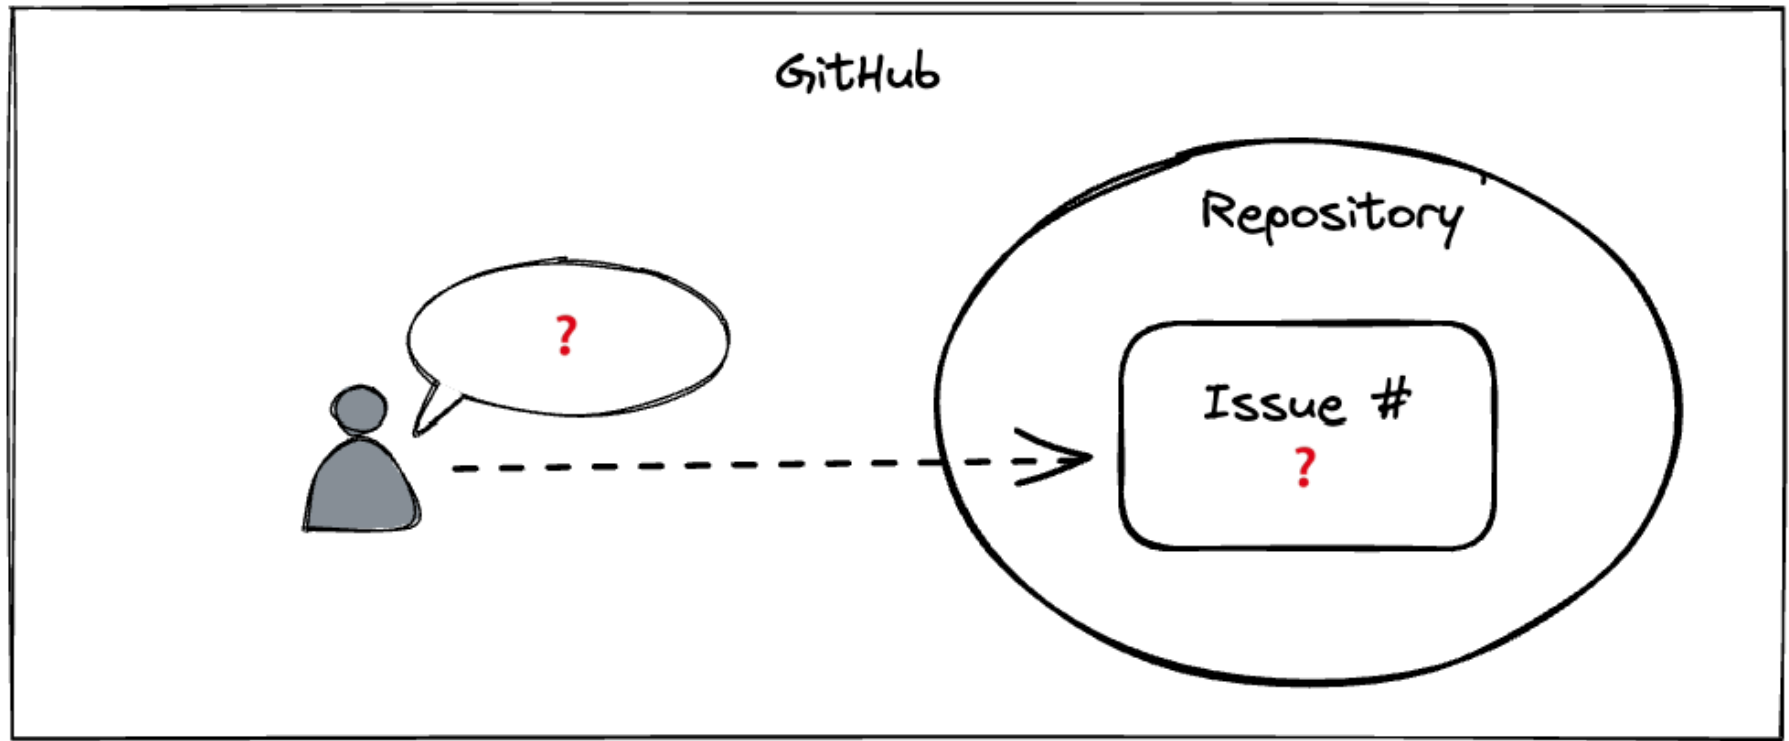 GitHub
Repository
?
Issue #
?